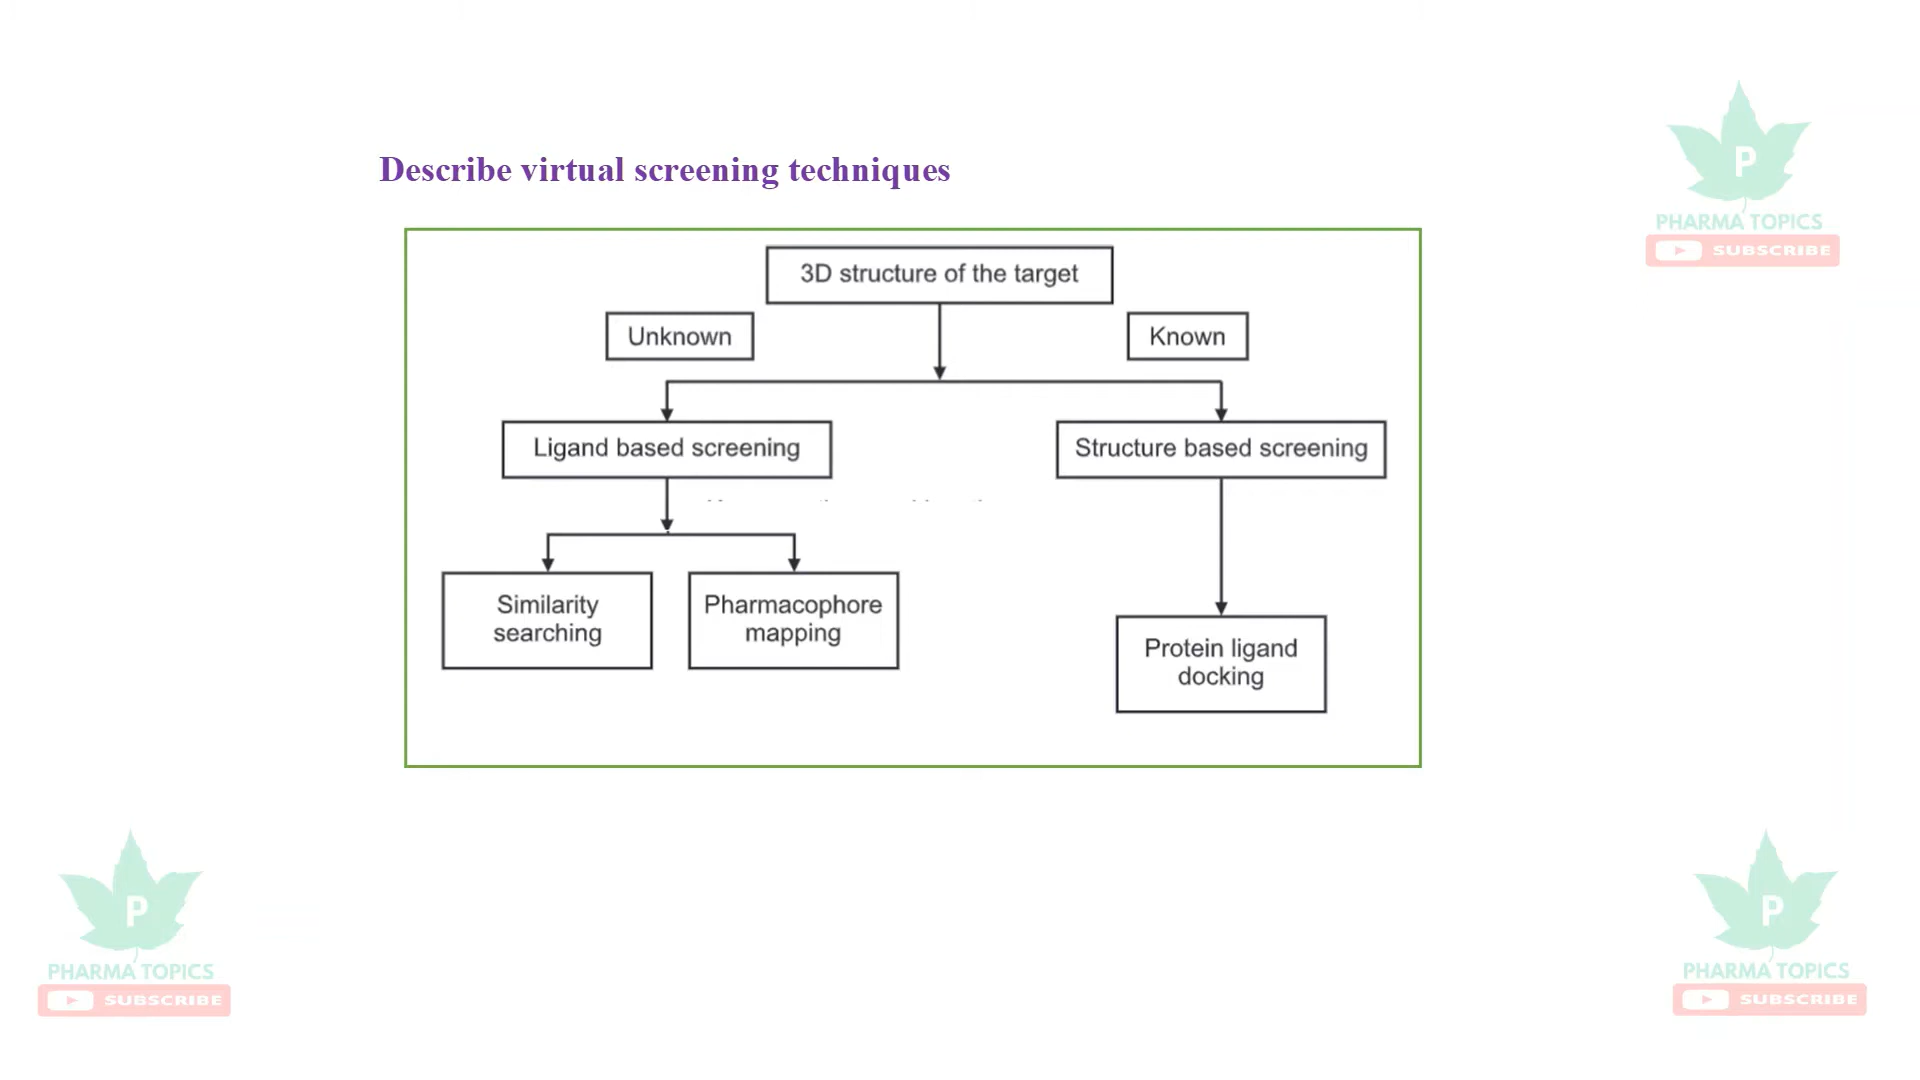 Describe virtual screening techniques
3D structure of the target
Unknown
Known
Ligand based screening
Structure based screening
Similarity
searching
Pharmacophore
mapping
Protein ligand
docking
P
PHARMA TOPICS
SUBSCRIBE
P
PHARMA TOPICS
SUBSCRIBE
P
PHARMA TOPICS
SUBSCRIBE